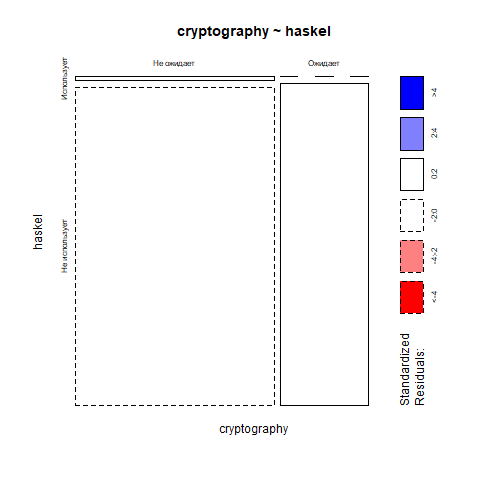 cryptography ~ haskel
Не ожидает
Ожидает
Использует
Не использует
haskel
cryptography
>4
2:4
0:2
-2:0
-4:-2
<-4
Standardized
Residuals: